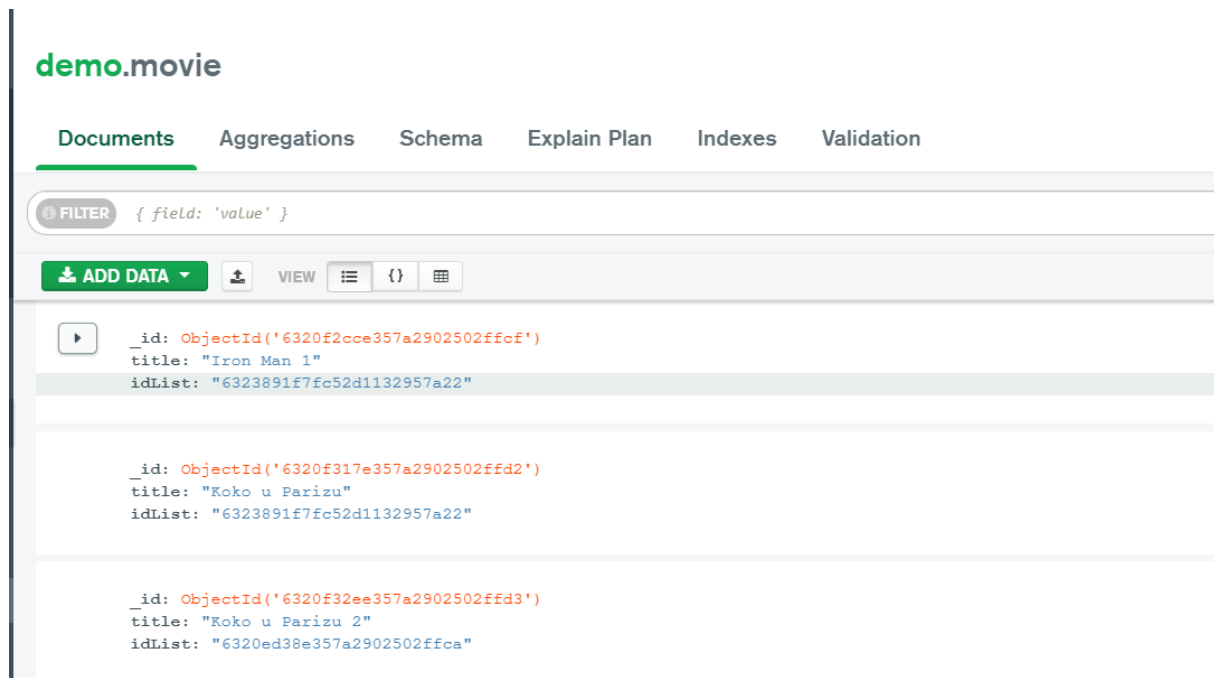 demo.movie
Documents Aggregations Schema Explain Plan Indexes Validation
FILTER { field: 'value' }
ADD DATA VIEW {}
_id: ObjectId('6320f2cce357a2902502ffcf')
title: "Iron Man 1"
idList: "6323891f7fc52d1132957a22"
_id: ObjectId('6320f317e357a2902502ffd2')
title: "Koko u Parizu"
idList: "6323891f7fc52d1132957a22"
_id: ObjectId('6320f32ee357a2902502ffd3')
title: "Koko u Parizu 2"
idList: "6320ed38e357a2902502ffca"